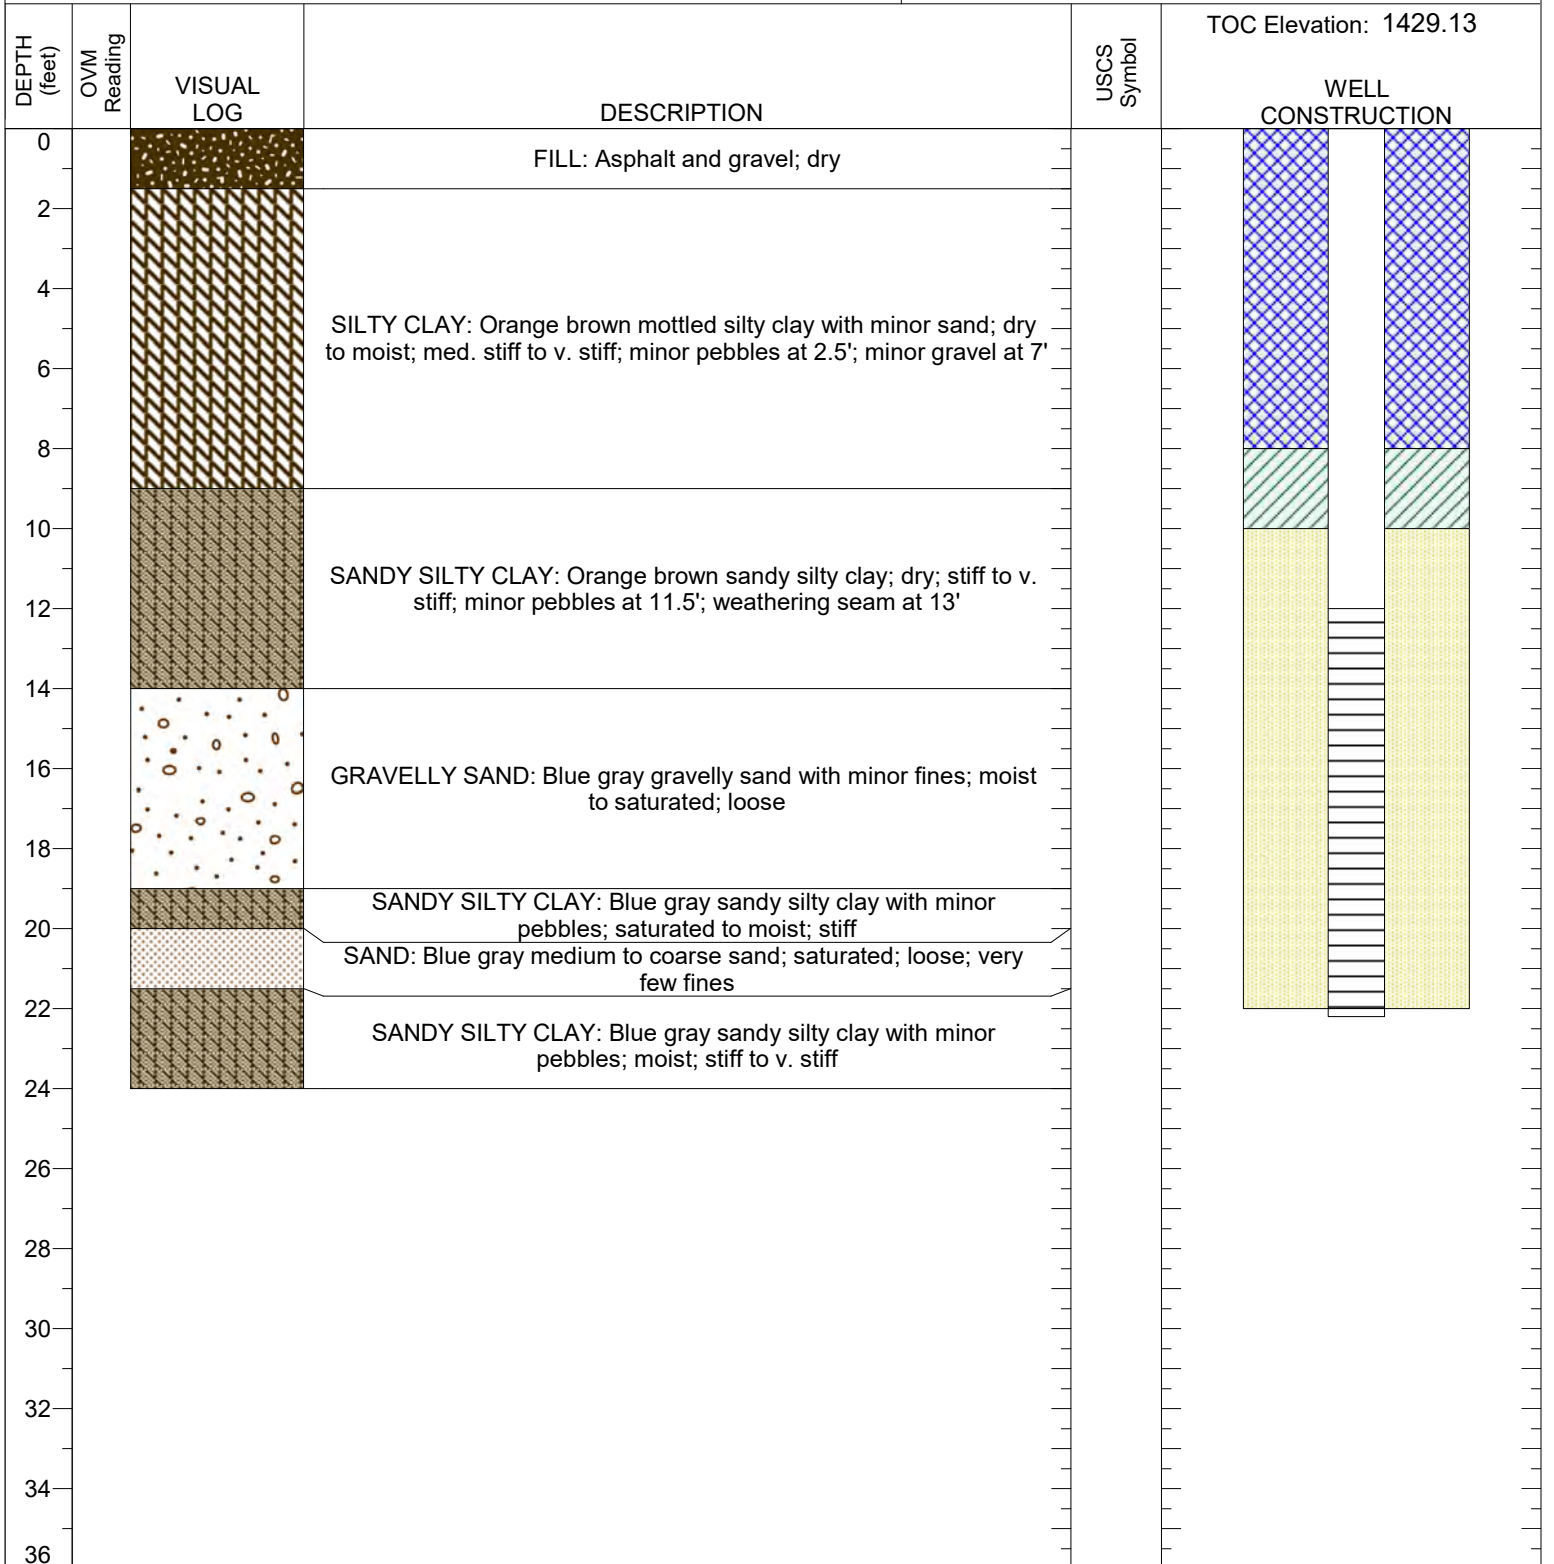 TOC Elevation: 1429.13
DEPTH
(feet)
OVM
Reading
VISUAL
LOG
DESCRIPTION
USCS
Symbol
WELL
CONSTRUCTION
0
FILL: Asphalt and gravel; dry
2
4
SILTY CLAY: Orange brown mottled silty clay with minor sand; dry
to moist; med. stiff to v. stiff; minor pebbles at 2.5'; minor gravel at 7'
6
8
10
SANDY SILTY CLAY: Orange brown sandy silty clay; dry; stiff to v.
stiff; minor pebbles at 11.5'; weathering seam at 13'
12
14
16
GRAVELLY SAND: Blue gray gravelly sand with minor fines; moist
to saturated; loose
18
SANDY SILTY CLAY: Blue gray sandy silty clay with minor
pebbles; saturated to moist; stiff
20
SAND: Blue gray medium to coarse sand; saturated; loose; very
few fines
22
SANDY SILTY CLAY: Blue gray sandy silty clay with minor
pebbles; moist; stiff to v. stiff
24
26
28
30
32
34
36